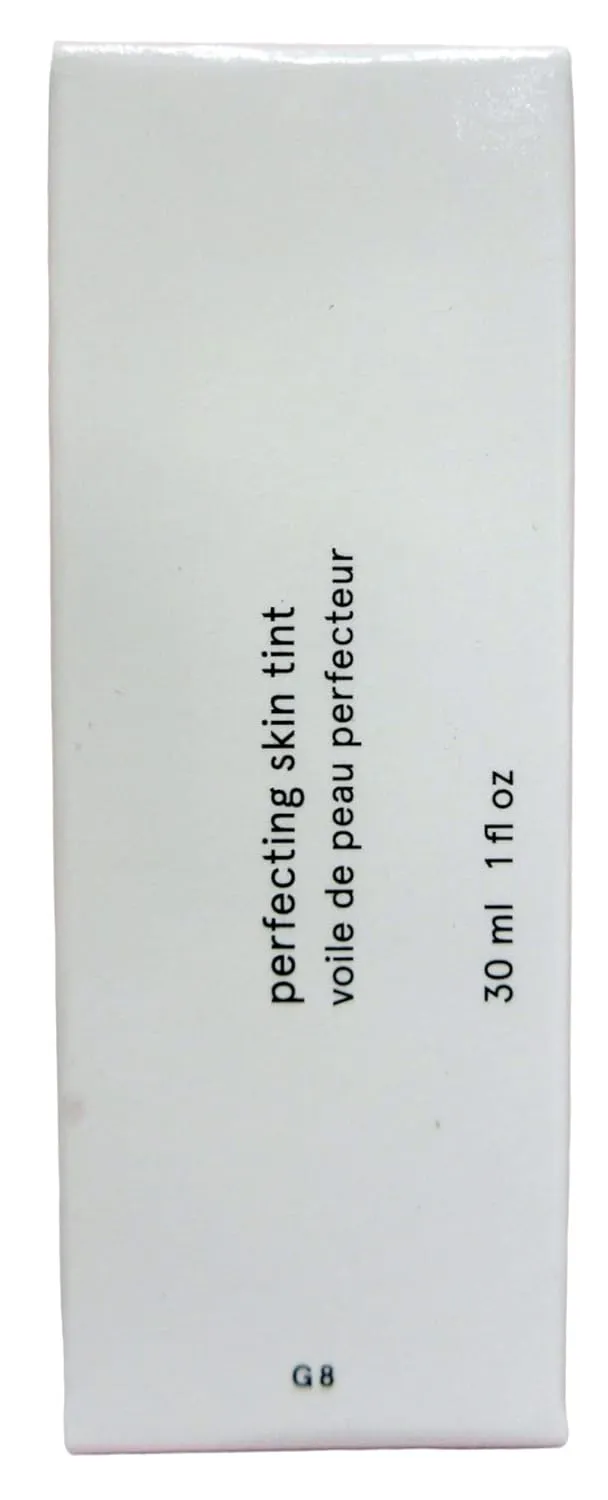 perfecting skin tint
voile de peau perfecteur
30 ml 1 fl oz
G8